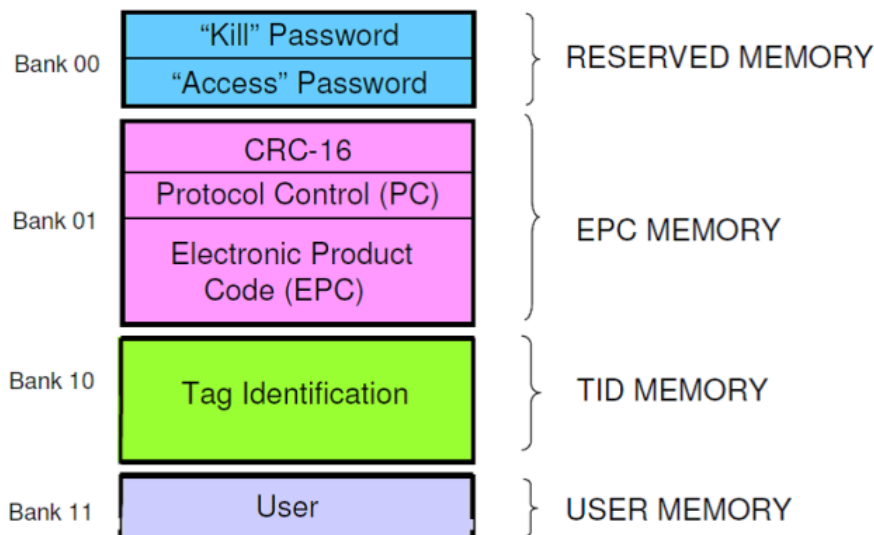 Bank 00
“Kill” Password
“Access” Password
RESERVED MEMORY
Bank 01
CRC-16
Protocol Control (PC)
Electronic Product
Code (EPC)
EPC MEMORY
Bank 10
Tag Identification
TID MEMORY
Bank 11
User
USER MEMORY